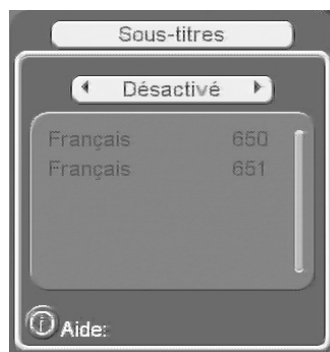 Sous-titres
Désactivé
Français 650
Français 651
Aide: